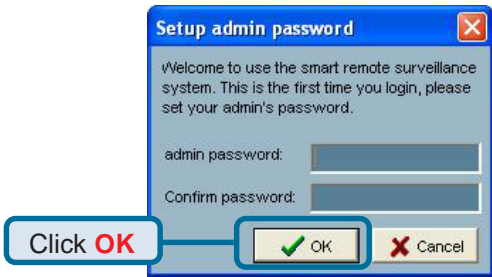 Setup admin password
Welcome to use the smart remote surveillance
system. This is the first time you login, please
set your admin's password.
admin password:
Confirm password:
Click OK
OK
Cancel